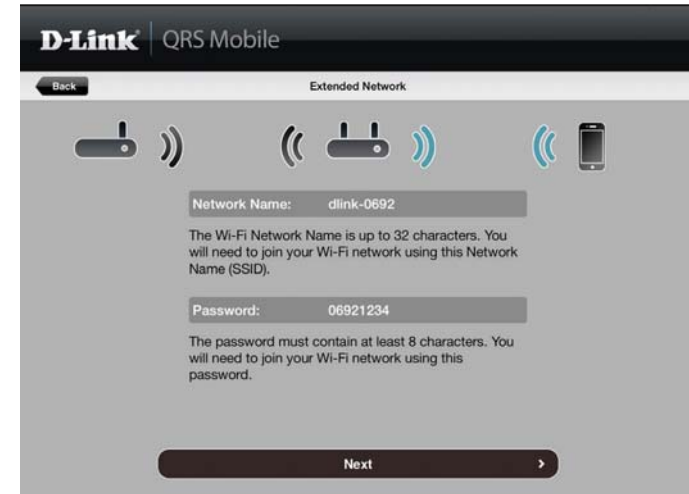 D-Link QRS Mobile
Back
Extended Network
Network Name: dlink-0692
The Wi-Fi Network Name is up to 32 characters. You
will need to join your Wi-Fi network using this Network
Name (SSID).
Password: 06921234
The password must contain at least 8 characters. You
will need to join your Wi-Fi network using this
password.
Next